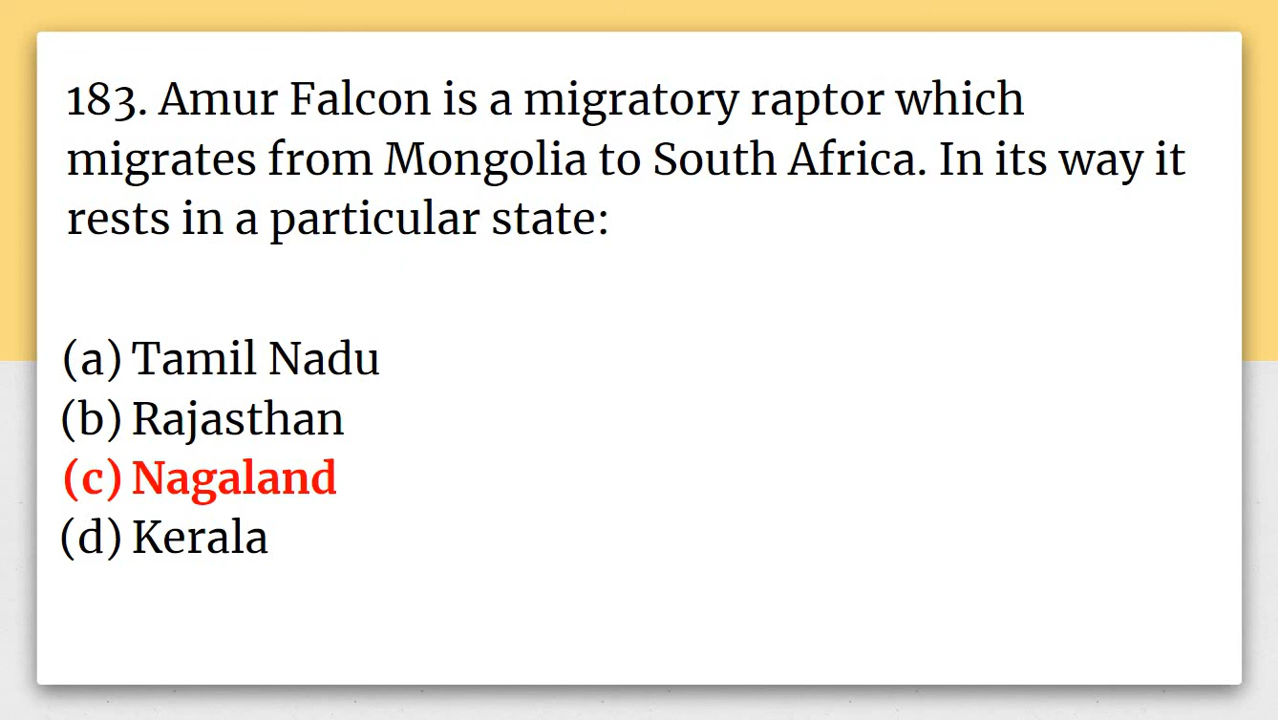 183. Amur Falcon is a migratory raptor which
migrates from Mongolia to South Africa. In its way it
rests in a particular state:
(a) Tamil Nadu
(b) Rajasthan
(c) Nagaland
(d) Kerala